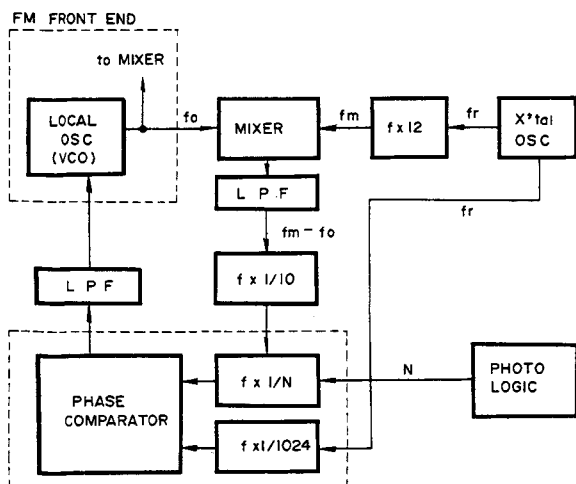 FM FRONT END
to MIXER
LOCAL
OSC
(VCO)
fo
MIXER
fm
f x 12
fr
X'tal
OSC
L P F
fr
fm - fo
f x 1/10
L P F
PHASE
COMPARATOR
f x 1/N
N
PHOTO
LOGIC
f x 1/1024